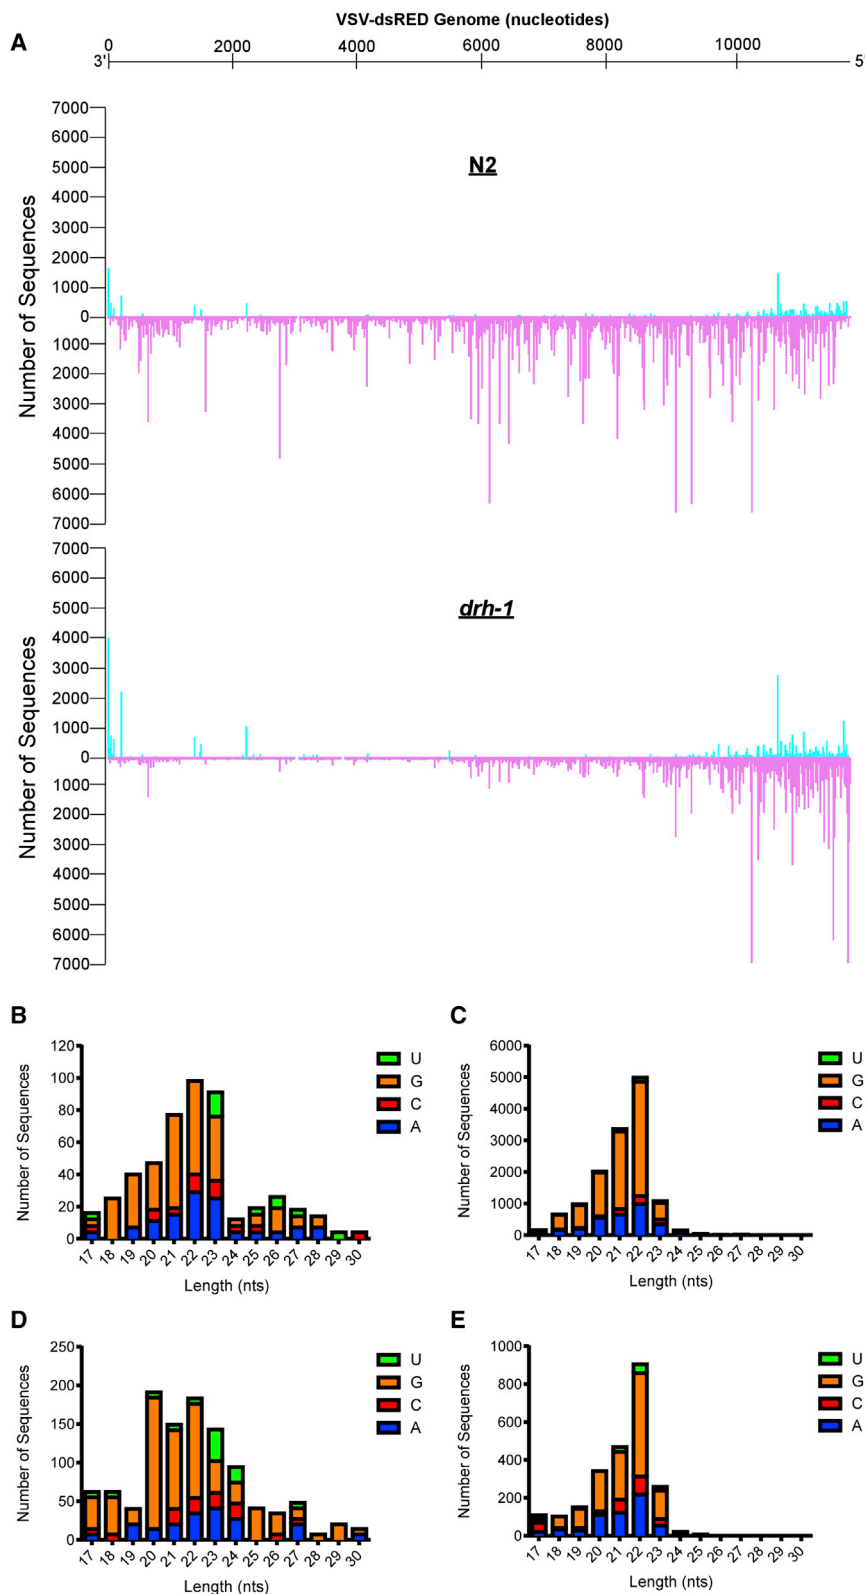 VSV-dsRED Genome (nucleotides)
A
0 2000 4000 6000 8000 10000
3' 5'
7000
6000
5000
4000
3000
2000
1000
0
1000
2000
3000
4000
5000
6000
7000
Number of Sequences
N2
7000
6000
5000
4000
3000
2000
1000
0
1000
2000
3000
4000
5000
6000
7000
Number of Sequences
drh-1
B
120
100
80
60
40
20
0
Number of Sequences
U
G
C
A
17 18 19 20 21 22 23 24 25 26 27 28 29 30
Length (nts)
C
6000
5000
4000
3000
2000
1000
0
Number of Sequences
U
G
C
A
17 18 19 20 21 22 23 24 25 26 27 28 29 30
Length (nts)
D
250
200
150
100
50
0
Number of Sequences
U
G
C
A
17 18 19 20 21 22 23 24 25 26 27 28 29 30
Length (nts)
E
1000
800
600
400
200
0
Number of Sequences
U
G
C
A
17 18 19 20 21 22 23 24 25 26 27 28 29 30
Length (nts)